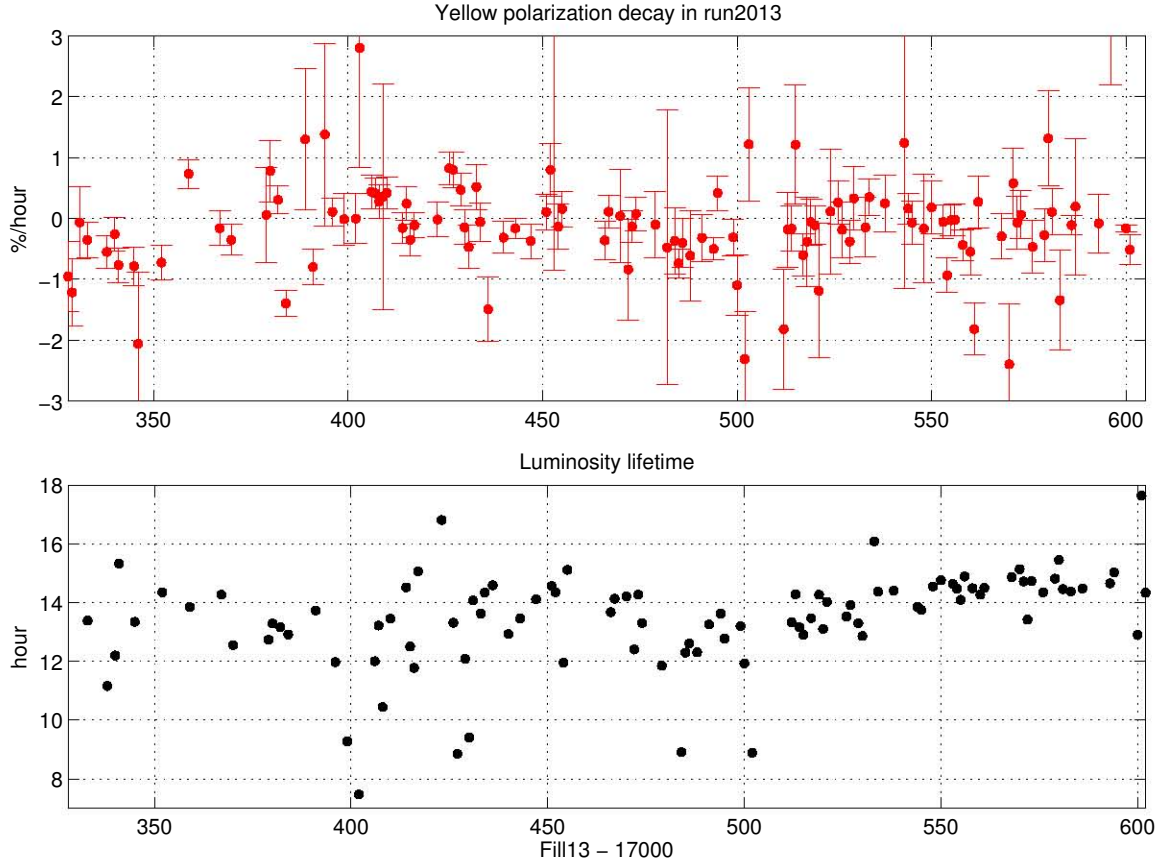 Yellow polarization decay in run2013
3
2
1
0
−1
−2
−3
%/hour
350 400 450 500 550 600
Luminosity lifetime
18
16
14
12
10
8
hour
350 400 450 500 550 600
Fill13 − 17000